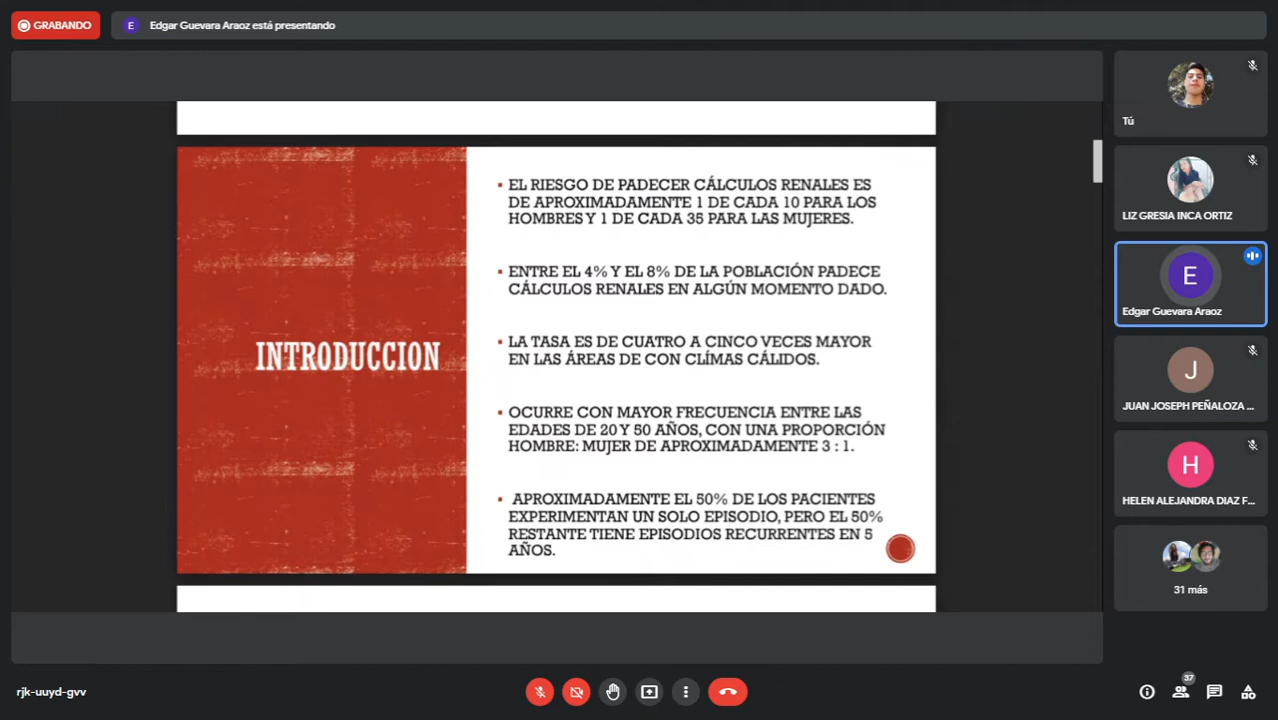 GRABANDO
E
Edgar Guevara Araoz está presentando
INTRODUCCION
▪ EL RIESGO DE PADECER CÁLCULOS RENALES ES
DE APROXIMADAMENTE 1 DE CADA 10 PARA LOS
HOMBRES Y 1 DE CADA 35 PARA LAS MUJERES.
▪ ENTRE EL 4% Y EL 8% DE LA POBLACIÓN PADECE
CÁLCULOS RENALES EN ALGÚN MOMENTO DADO.
▪ LA TASA ES DE CUATRO A CINCO VECES MAYOR
EN LAS ÁREAS DE CON CLÍMAS CÁLIDOS.
▪ OCURRE CON MAYOR FRECUENCIA ENTRE LAS
EDADES DE 20 Y 50 AÑOS, CON UNA PROPORCIÓN
HOMBRE: MUJER DE APROXIMADAMENTE 3 : 1.
▪ APROXIMADAMENTE EL 50% DE LOS PACIENTES
EXPERIMENTAN UN SOLO EPISODIO, PERO EL 50%
RESTANTE TIENE EPISODIOS RECURRENTES EN 5
AÑOS.
Tú
LIZ GRESIA INCA ORTIZ
E
Edgar Guevara Araoz
J
JUAN JOSEPH PEÑALOZA ...
H
HELEN ALEJANDRA DIAZ F...
31 más
rjk-uuyd-gvv
37